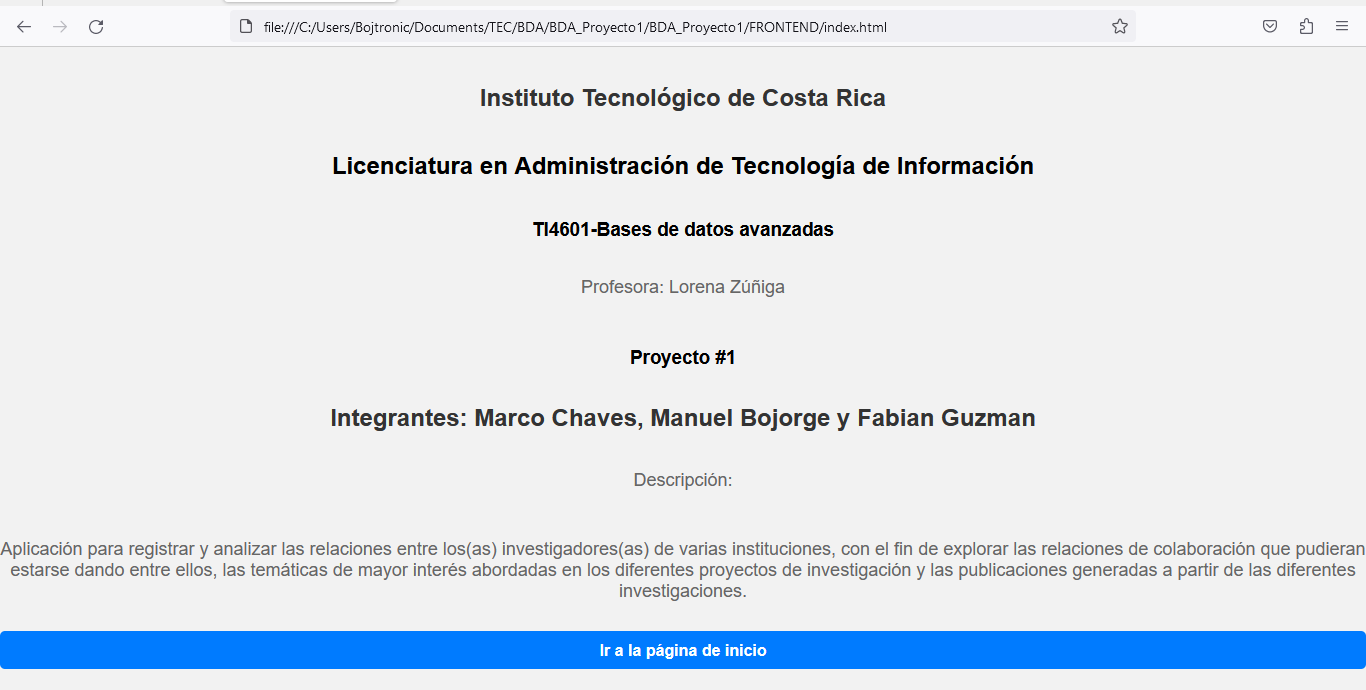 file:///C:/Users/Bojtronic/Documents/TEC/BDA/BDA_Proyecto1/BDA_Proyecto1/FRONTEND/index.html
Instituto Tecnológico de Costa Rica
Licenciatura en Administración de Tecnología de Información
TI4601-Bases de datos avanzadas
Profesora: Lorena Zúñiga
Proyecto #1
Integrantes: Marco Chaves, Manuel Bojorge y Fabian Guzman
Descripción:
Aplicación para registrar y analizar las relaciones entre los(as) investigadores(as) de varias instituciones, con el fin de explorar las relaciones de colaboración que pudieran
estarse dando entre ellos, las temáticas de mayor interés abordadas en los diferentes proyectos de investigación y las publicaciones generadas a partir de las diferentes
investigaciones.
Ir a la página de inicio